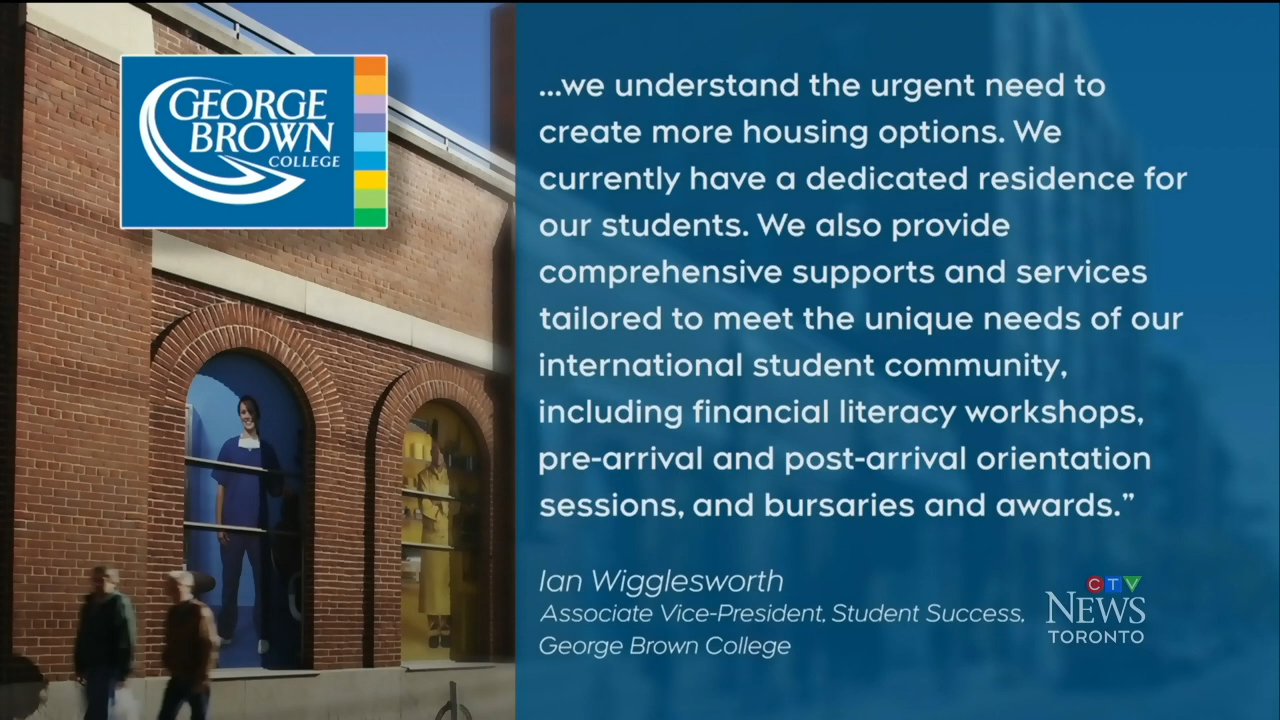 GEORGE
BROWN
COLLEGE
...we understand the urgent need to
create more housing options. We
currently have a dedicated residence for
our students. We also provide
comprehensive supports and services
tailored to meet the unique needs of our
international student community,
including financial literacy workshops,
pre-arrival and post-arrival orientation
sessions, and bursaries and awards.”
Ian Wigglesworth
Associate Vice-President, Student Success,
George Brown College
CTV
NEWS
TORONTO